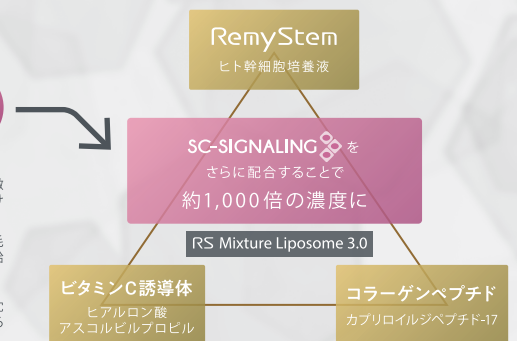 RemyStem
ヒト幹細胞培養液
SC-SIGNALING を
さらに配合することで
約1,000倍の濃度に
RS Mixture Liposome 3.0
ビタミンC誘導体
ヒアルロン酸
アスコルビルプロピル
コラーゲンペプチド
カプリロイルジペプチド-17